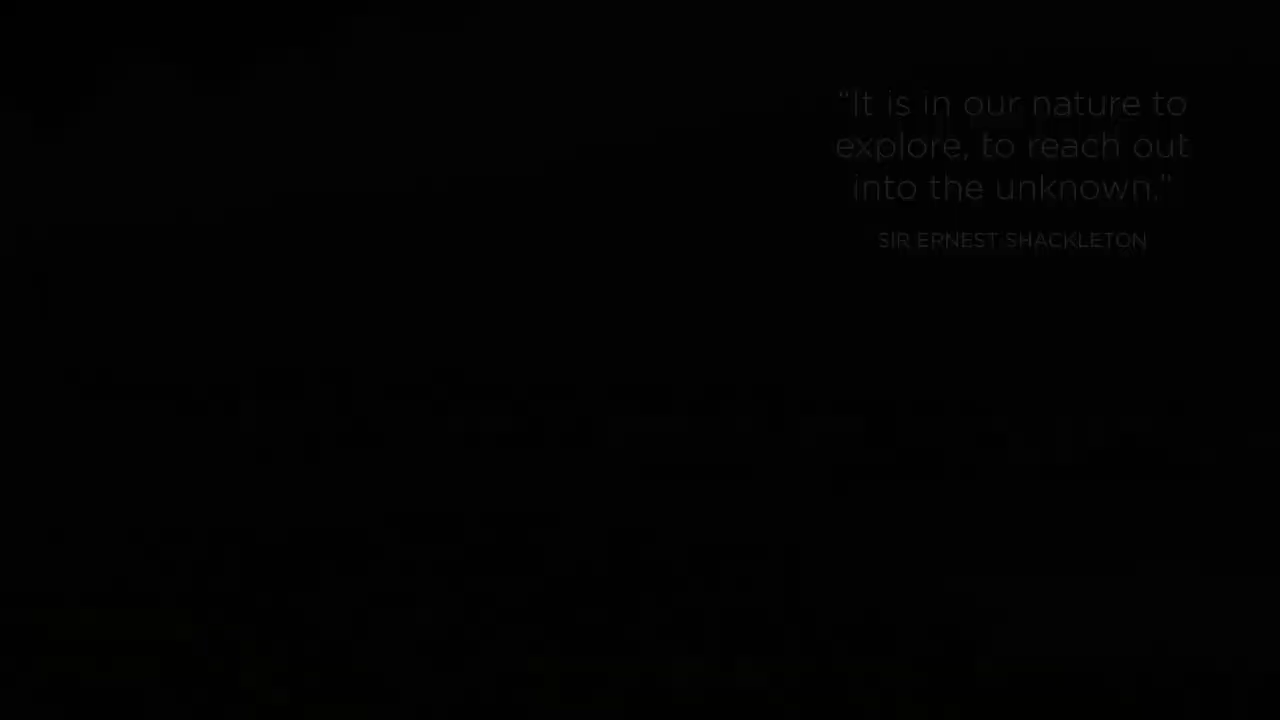 “It is in our nature to
explore, to reach out
into the unknown.”
SIR ERNEST SHACKLETON